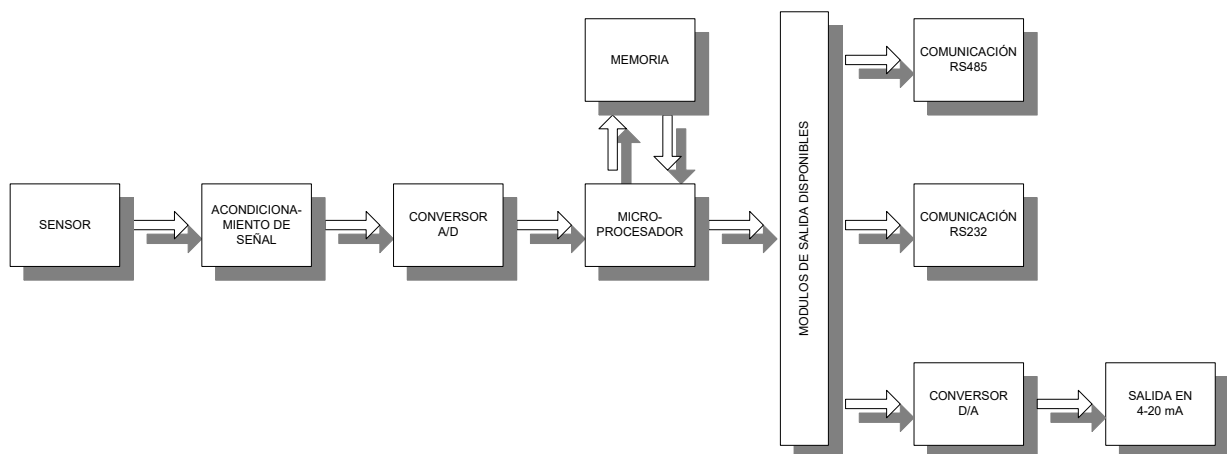 MEMORIA
COMUNICACIÓN
RS485
SENSOR
ACONDICIONA-
MIENTO DE
SEÑAL
CONVERSOR
A/D
MICRO-
PROCESADOR
MODULOS DE SALIDA DISPONIBLES
COMUNICACIÓN
RS232
CONVERSOR
D/A
SALIDA EN
4-20 mA